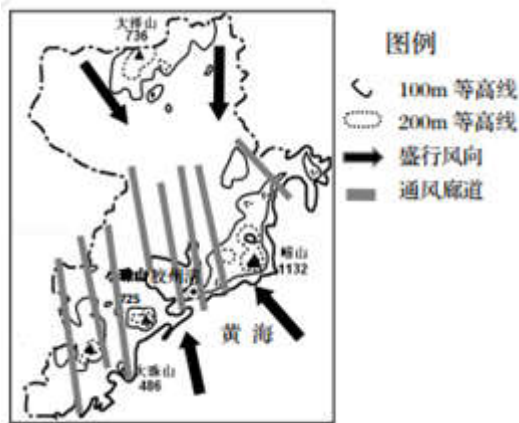 大泽山
736
图例
100m 等高线
200m 等高线
盛行风向
通风廊道
崂山
1132
胶州湾
725
黄 海
大珠山
486